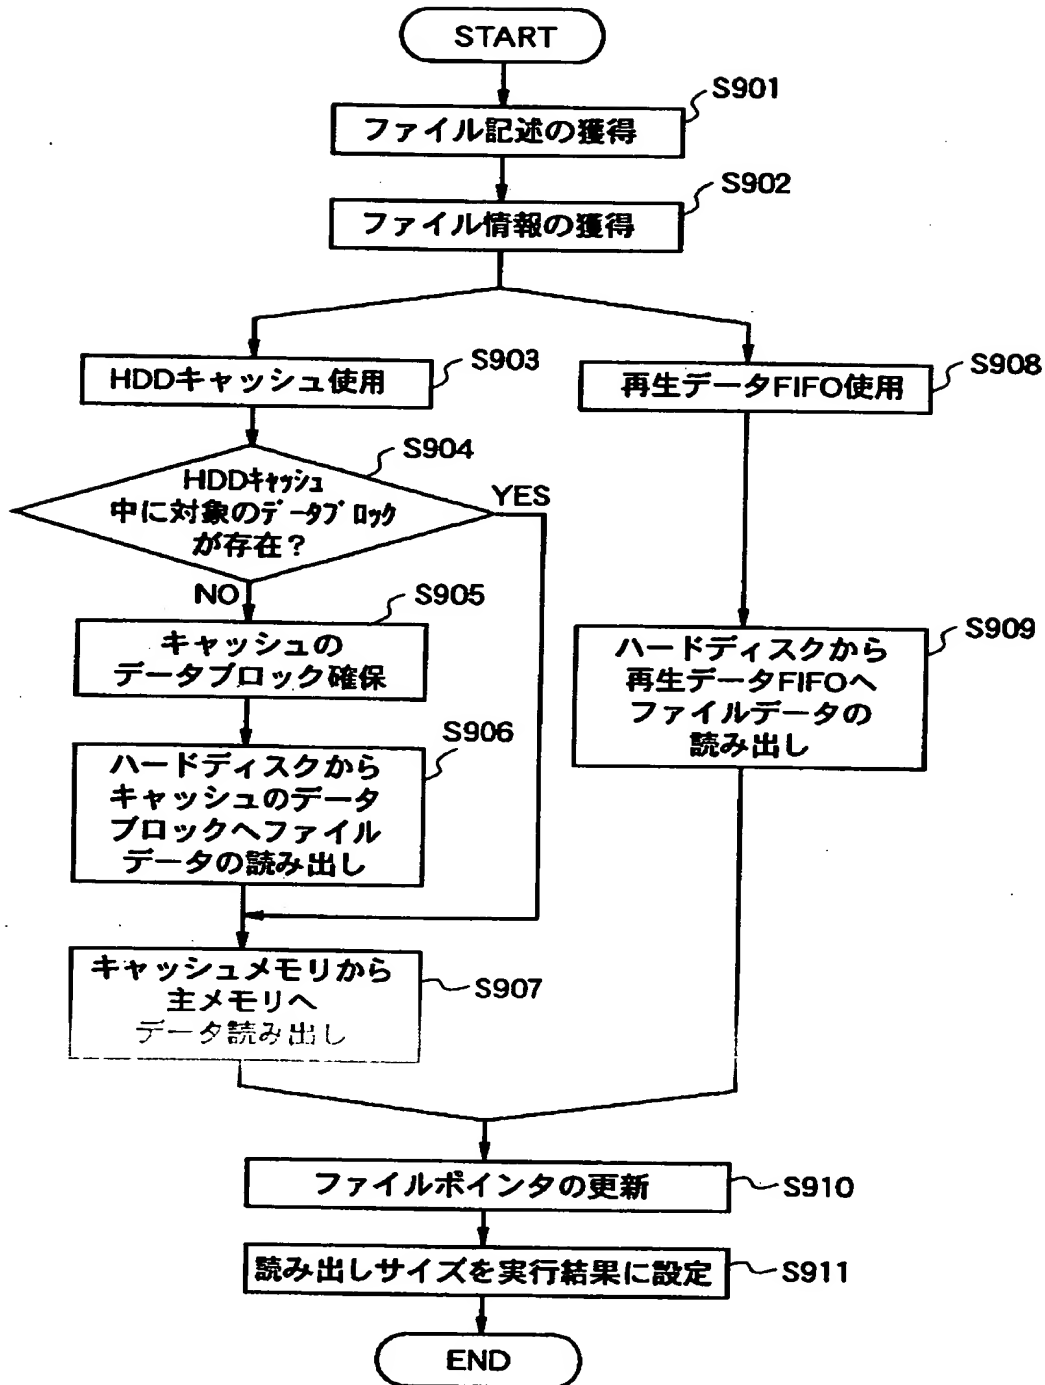 START
S901
ファイル記述の獲得
S902
ファイル情報の獲得
S903
HDDキャッシュ使用
S904
HDDキャッシュ
中に対象のデータブロック
が存在?
YES
NO
S905
キャッシュの
データブロック確保
S906
ハードディスクから
キャッシュのデータ
ブロックへファイル
データの読み出し
キャッシュメモリから
主メモリへ
データ読み出し
S907
S908
再生データFIFO使用
S909
ハードディスクから
再生データFIFOへ
ファイルデータの
読み出し
ファイルポインタの更新
S910
読み出しサイズを実行結果に設定
S911
END